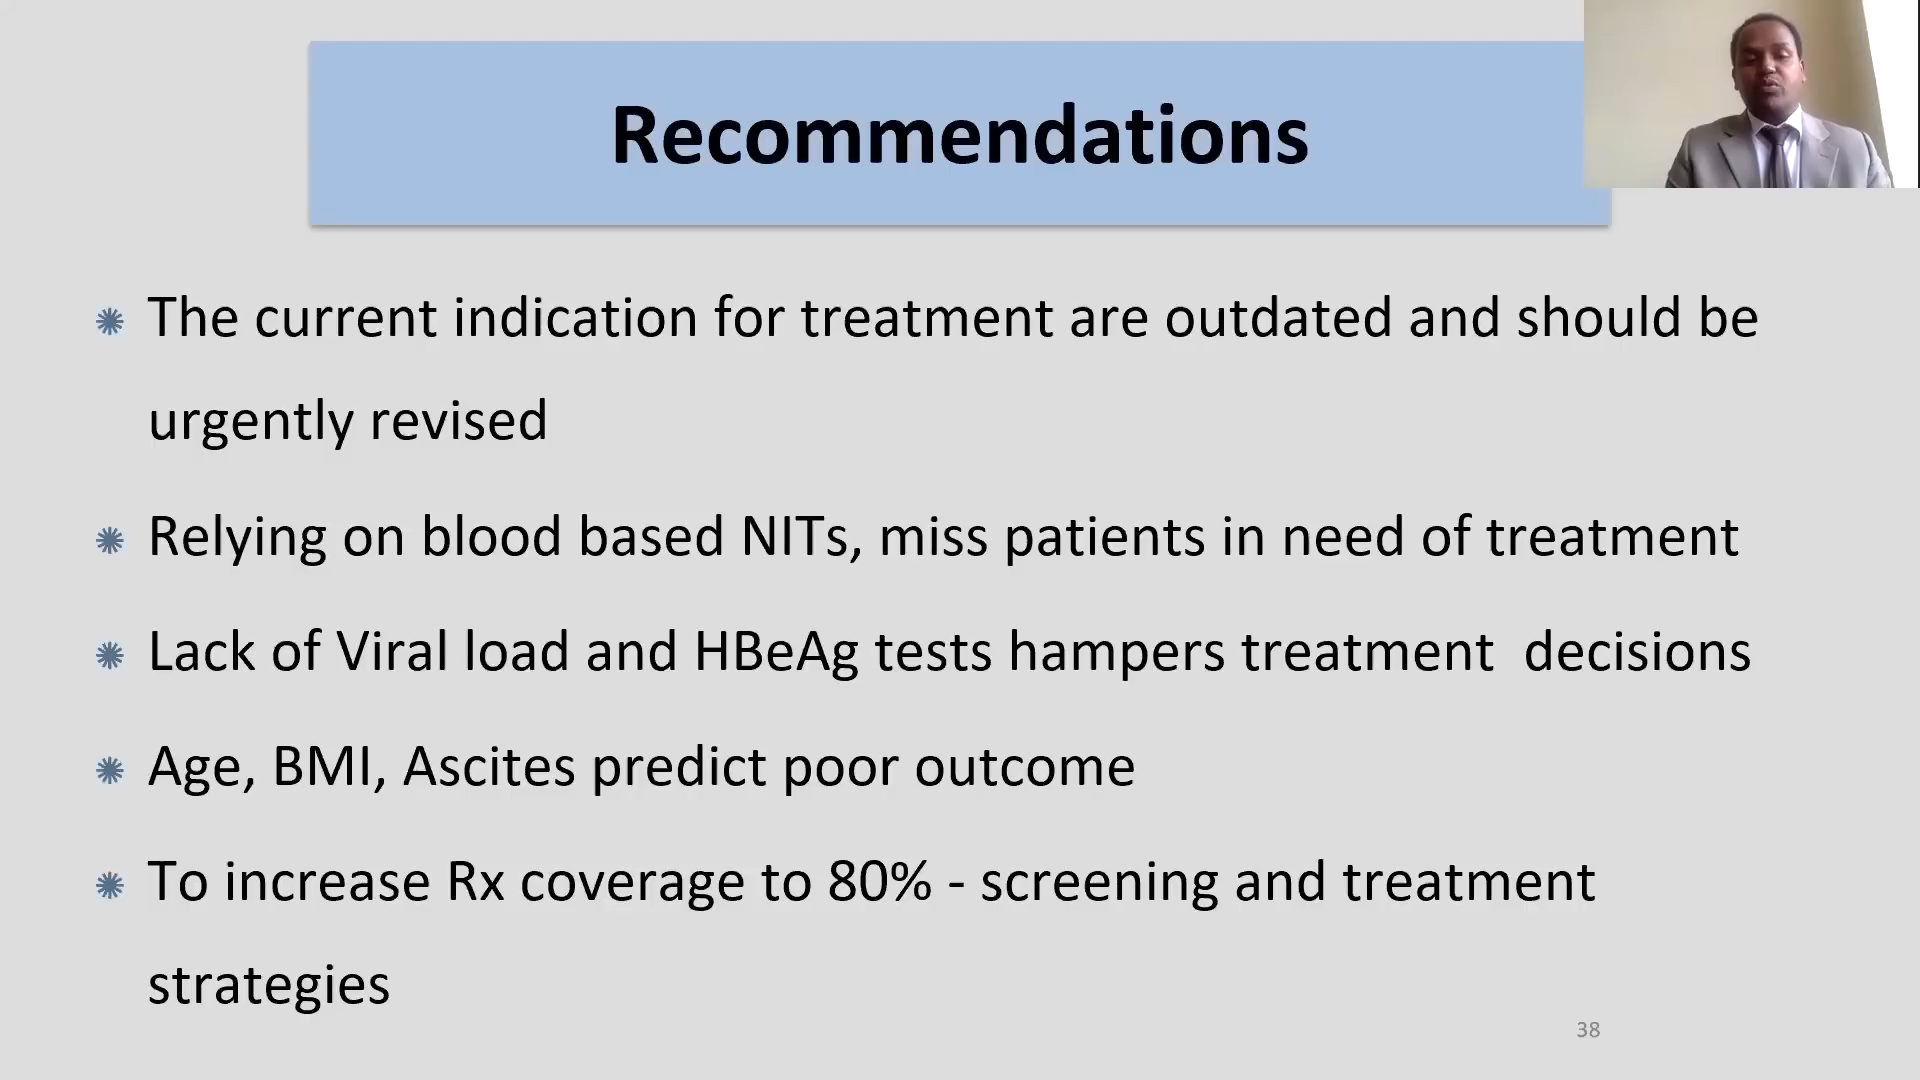 Recommendations
The current indication for treatment are outdated and should be
urgently revised
Relying on blood based NITs, miss patients in need of treatment
Lack of Viral load and HBeAg tests hampers treatment  decisions
Age, BMI, Ascites predict poor outcome
To increase Rx coverage to 80% - screening and treatment
strategies
38